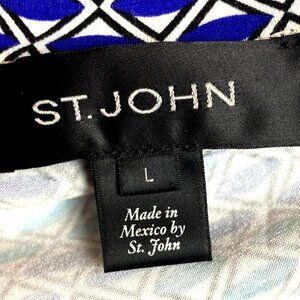 ST. JOHN
L
Made in
Mexico by
St. John